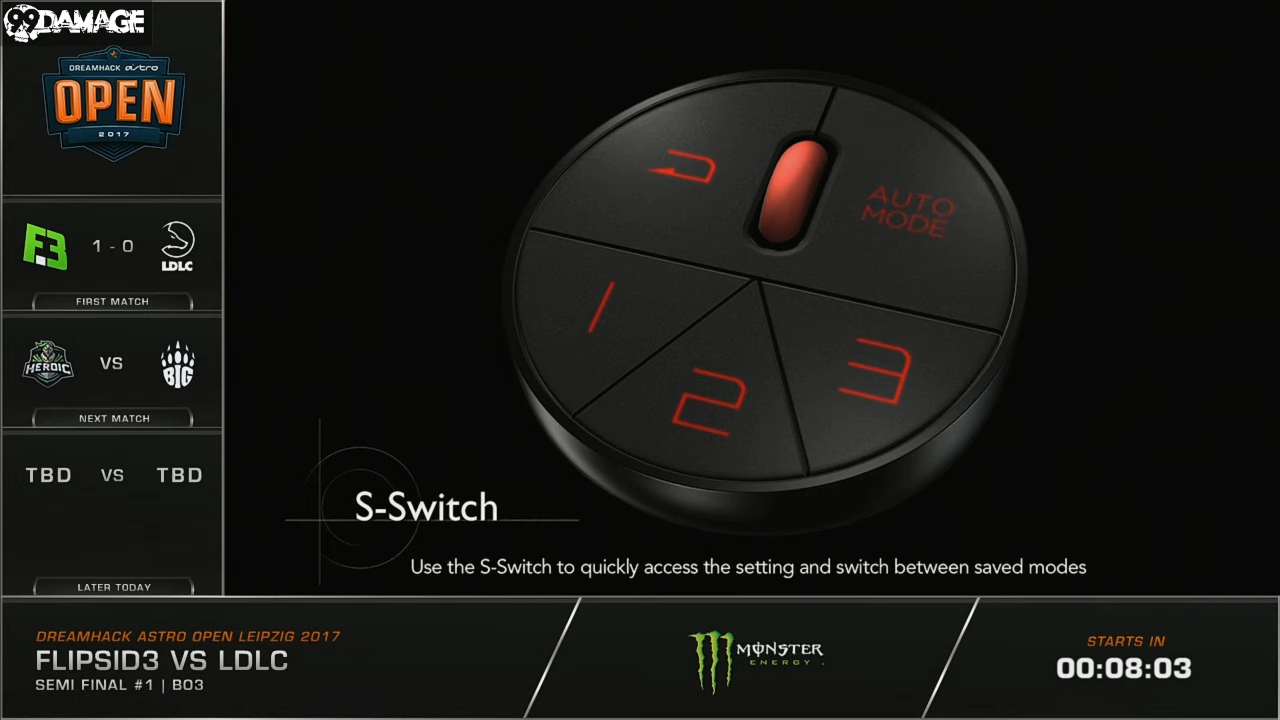 99DAMAGE
DREAMHACK astro
OPEN
2017
F3 1 - 0 LDLC
FIRST MATCH
HEROIC VS BIG
NEXT MATCH
TBD VS TBD
LATER TODAY
AUTO
MODE
1
2
3
S-Switch
Use the S-Switch to quickly access the setting and switch between saved modes
DREAMHACK ASTRO OPEN LEIPZIG 2017
FLIPSID3 VS LDLC
SEMI FINAL #1 | BO3
MONSTER
ENERGY
STARTS IN
00:08:03